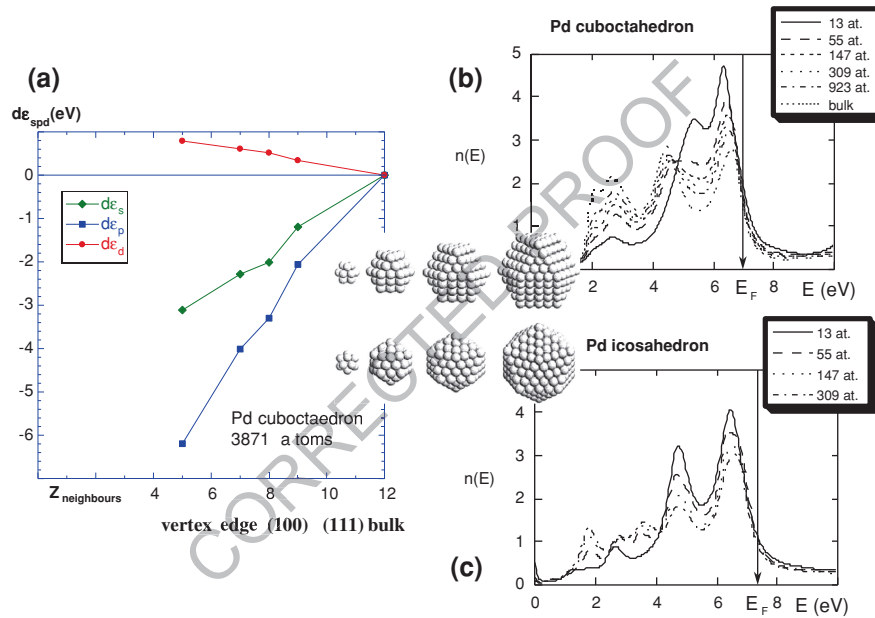 (a)
dε_spd(eV)
0
-1
-2
-3
-4
-5
-6
dε_s
dε_p
dε_d
Pd cuboctaedron
3871 a toms
Z_neighbours 4 6 8 10 12
vertex edge (100) (111) bulk
Pd cuboctahedron
(b)
13 at.
55 at.
147 at.
309 at.
923 at.
bulk
5
4
3
2
1
n(E)
2 4 6 E_F 8 E (eV)
Pd icosahedron
13 at.
55 at.
147 at.
309 at.
5
4
3
2
1
0
n(E)
(c)
0 2 4 6 E_F 8 E (eV)
CORRECTED PROOF